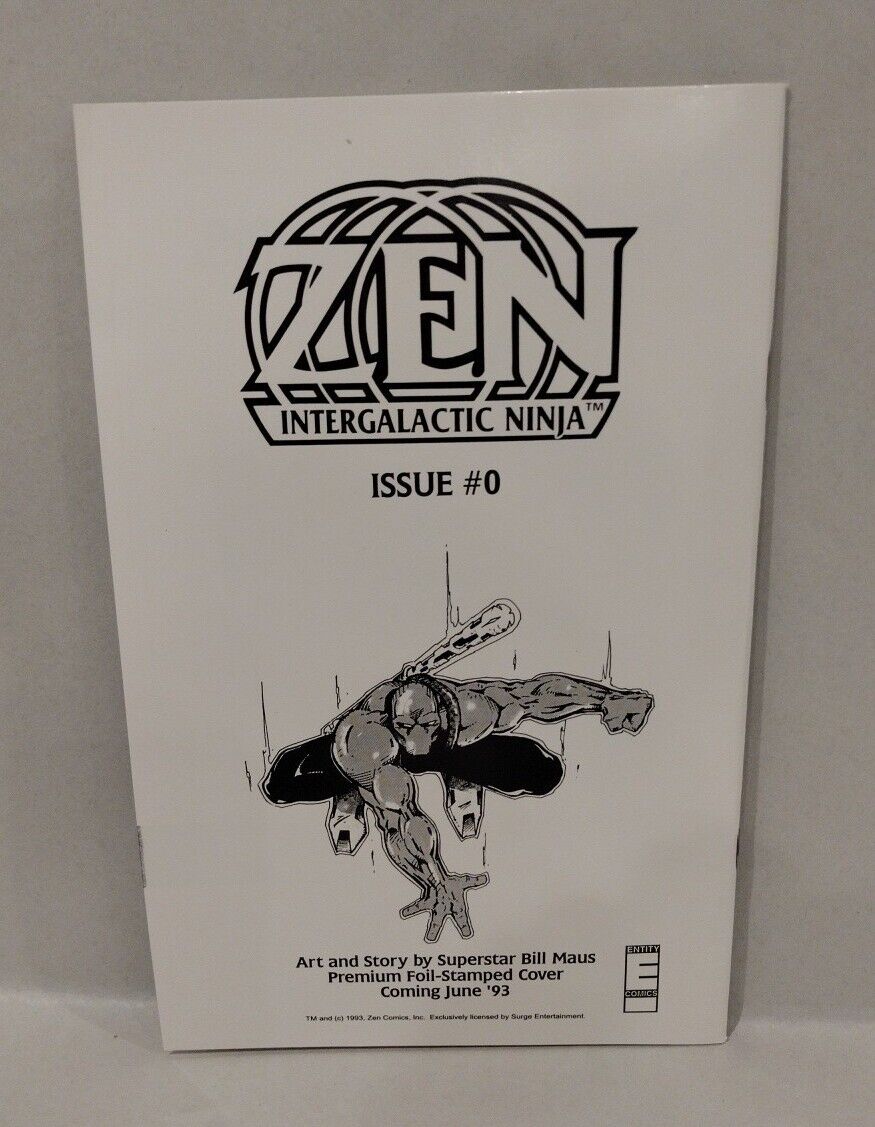 ZEN
INTERGALACTIC NINJA™
ISSUE #0
Art and Story by Superstar Bill Maus
Premium Foil-Stamped Cover
Coming June '93
ENTITY
E
COMICS
TM and (c) 1993, Zen Comics, Inc. Exclusively licensed by Surge Entertainment.